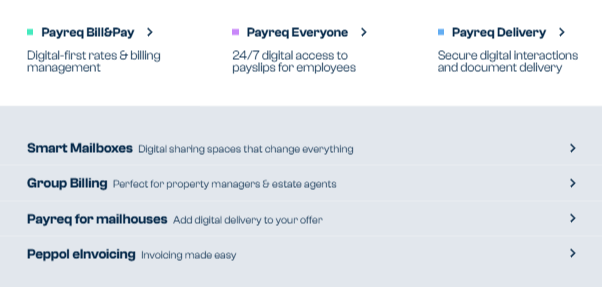 Payreq Bill&Pay
Digital-first rates & billing
management
Payreq Everyone
24/7 digital access to
payslips for employees
Payreq Delivery
Secure digital interactions
and document delivery
Smart Mailboxes Digital sharing spaces that change everything
Group Billing Perfect for property managers & estate agents
Payreq for mailhouses Add digital delivery to your offer
Peppol eInvoicing Invoicing made easy